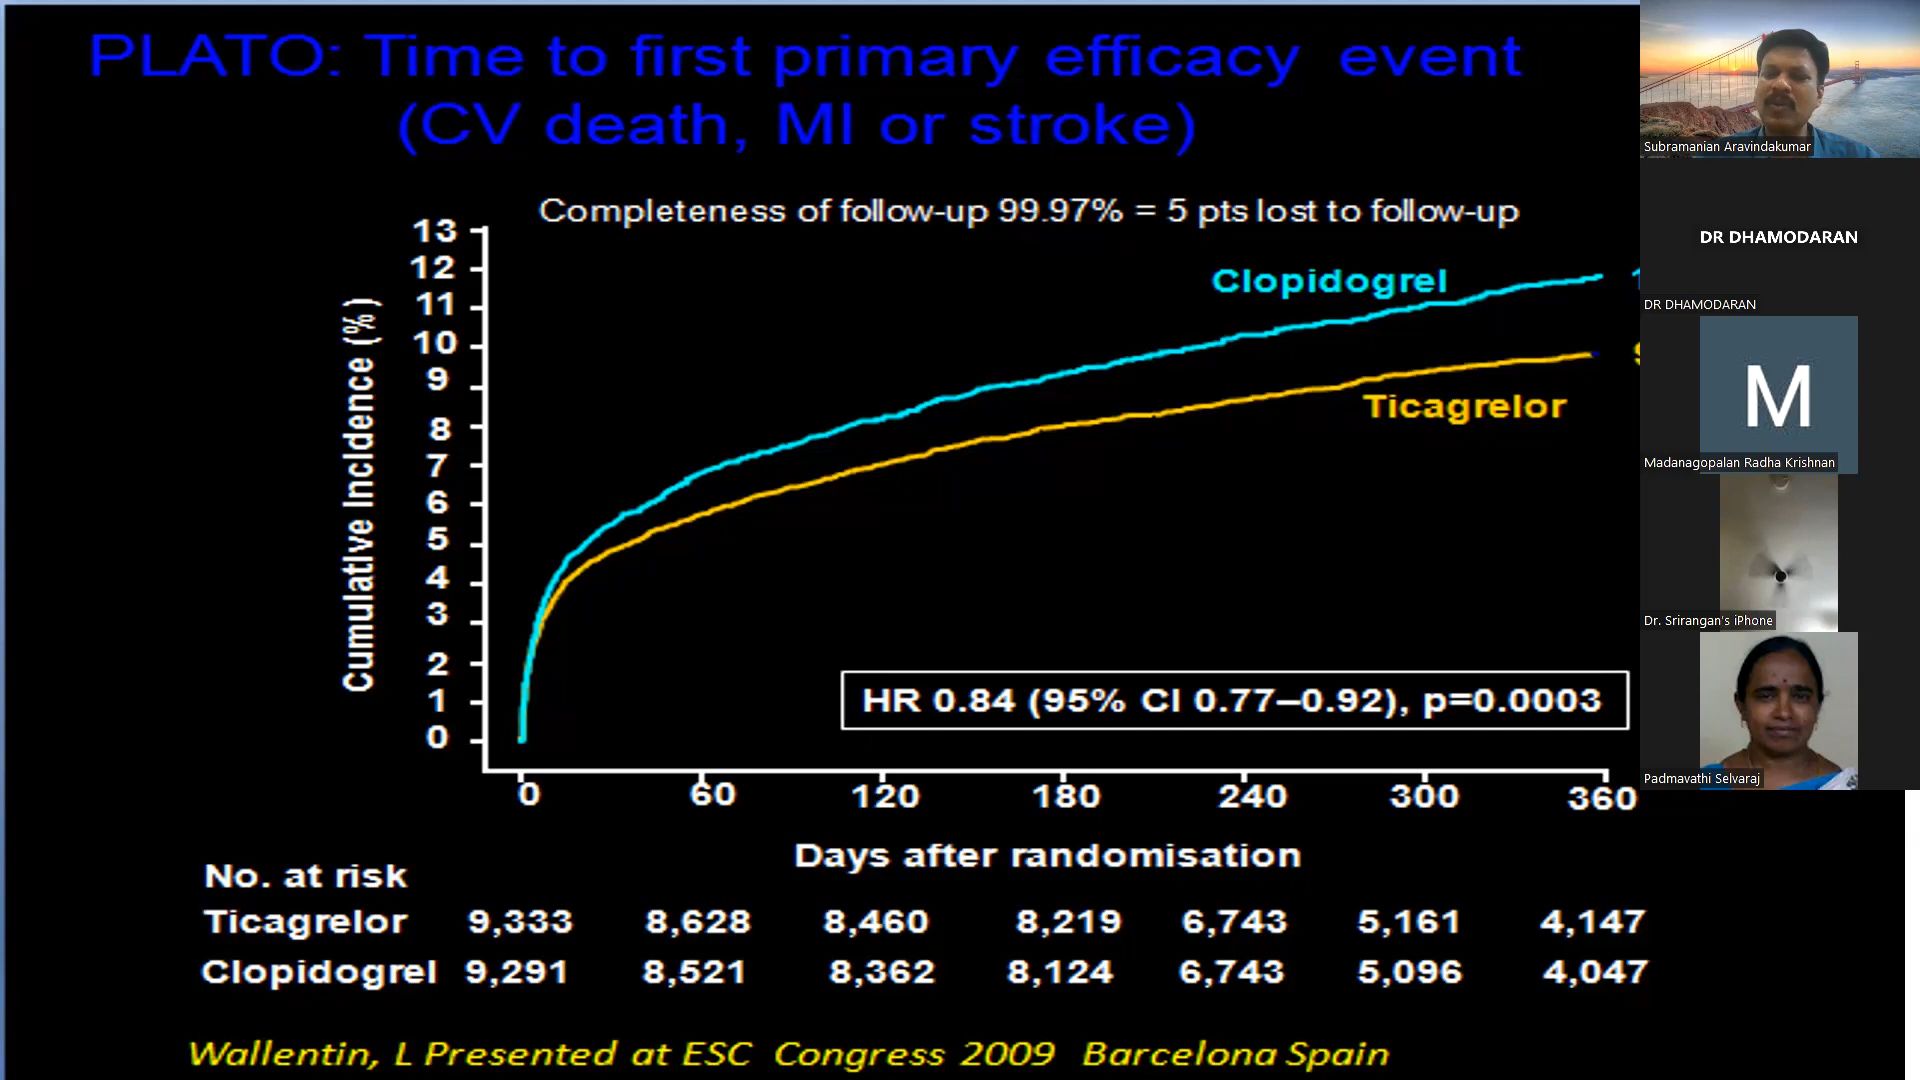 PLATO: Time to first primary efficacy event
(CV death, MI or stroke)
Completeness of follow-up 99.97% = 5 pts lost to follow-up
Cumulative Incidence (%)
13
12
11
10
9
8
7
6
5
4
3
2
1
0
Clopidogrel
Ticagrelor
HR 0.84 (95% CI 0.77–0.92), p=0.0003
0 60 120 180 240 300 360
Days after randomisation
No. at risk
Ticagrelor 9,333 8,628 8,460 8,219 6,743 5,161 4,147
Clopidogrel 9,291 8,521 8,362 8,124 6,743 5,096 4,047
Wallentin, L Presented at ESC Congress 2009 Barcelona Spain
Subramanian Aravindakumar
DR DHAMODARAN
DR DHAMODARAN
M
Madanagopalan Radha Krishnan
Dr. Srirangan's iPhone
Padmavathi Selvaraj